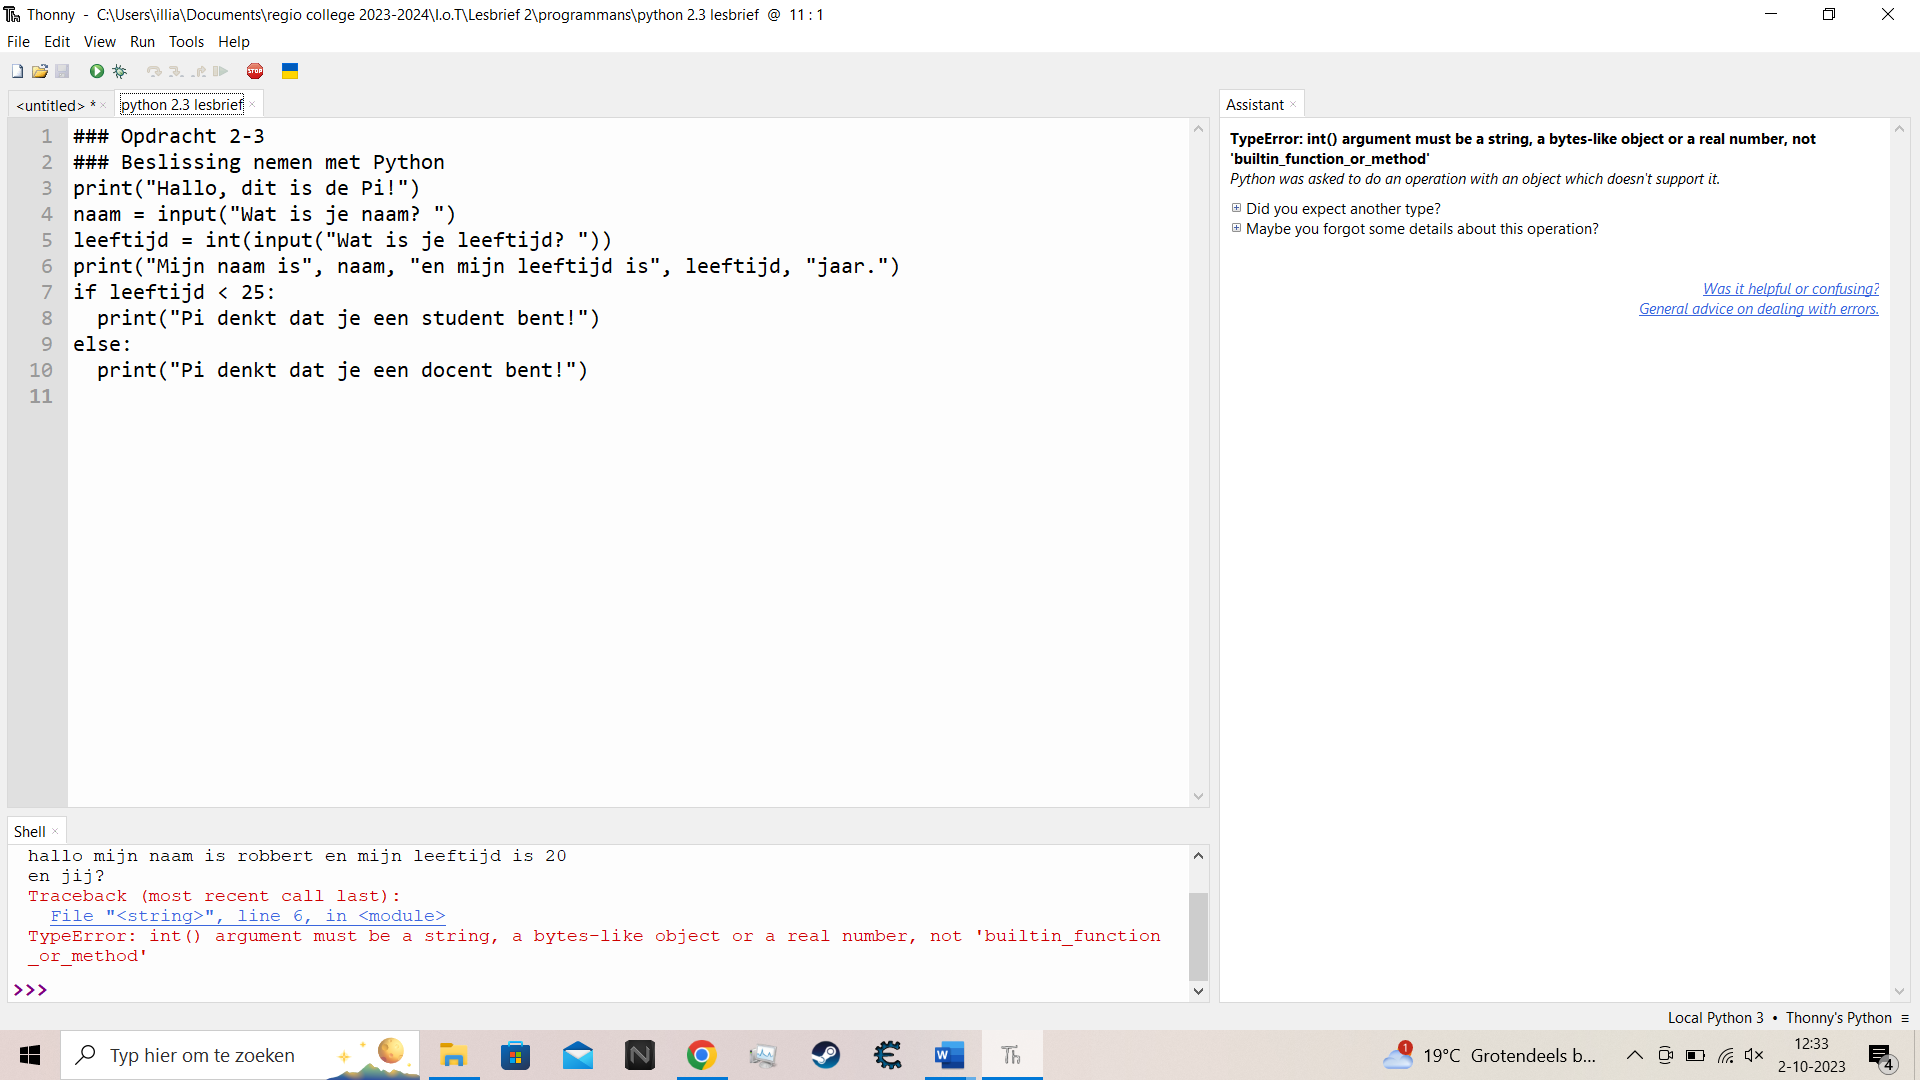 Thonny - C:\Users\illia\Documents\regio college 2023-2024\I.o.T\Lesbrief 2\programmans\python 2.3 lesbrief @ 11 : 1
File Edit View Run Tools Help
STOP
<untitled> * × python 2.3 lesbrief ×
1 ### Opdracht 2-3
2 ### Beslissing nemen met Python
3 print("Hallo, dit is de Pi!")
4 naam = input("Wat is je naam? ")
5 leeftijd = int(input("Wat is je leeftijd? "))
6 print("Mijn naam is", naam, "en mijn leeftijd is", leeftijd, "jaar.")
7 if leeftijd < 25:
8   print("Pi denkt dat je een student bent!")
9 else:
10   print("Pi denkt dat je een docent bent!")
11
Shell ×
hallo mijn naam is robbert en mijn leeftijd is 20
en jij?
Traceback (most recent call last):
  File "<string>", line 6, in <module>
TypeError: int() argument must be a string, a bytes-like object or a real number, not 'builtin_function
_or_method'
>>>
Assistant ×
TypeError: int() argument must be a string, a bytes-like object or a real number, not
'builtin_function_or_method'
Python was asked to do an operation with an object which doesn't support it.
Did you expect another type?
Maybe you forgot some details about this operation?
Was it helpful or confusing?
General advice on dealing with errors.
Local Python 3 • Thonny's Python ≡
Typ hier om te zoeken
N
W
Th
1
19°C Grotendeels b...
12:33
2-10-2023
4